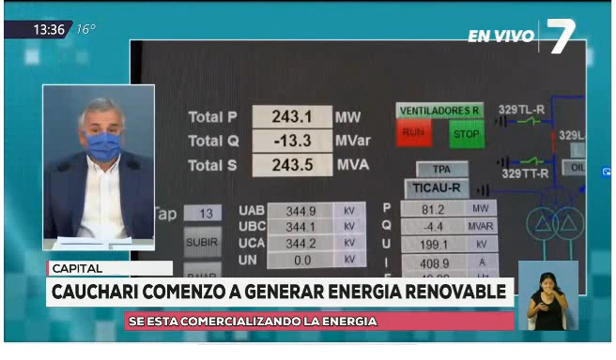 13:36 16°
EN VIVO 7
Total P 243.1 MW
Total Q -13.3 MVar
Total S 243.5 MVA
VENTILADORES R
RUN STOP
TPA
TICAU-R
329TL-R
329L
329TT-R
OIL
Tap 13
SUBIR
UAB 344.9 kV
UBC 344.1 kV
UCA 344.2 kV
UN 0.0 kV
P 81.2 MW
Q -4.4 MVAR
U 199.1 kV
I 408.9 A
CAPITAL
CAUCHARI COMENZO A GENERAR ENERGIA RENOVABLE
SE ESTA COMERCIALIZANDO LA ENERGIA